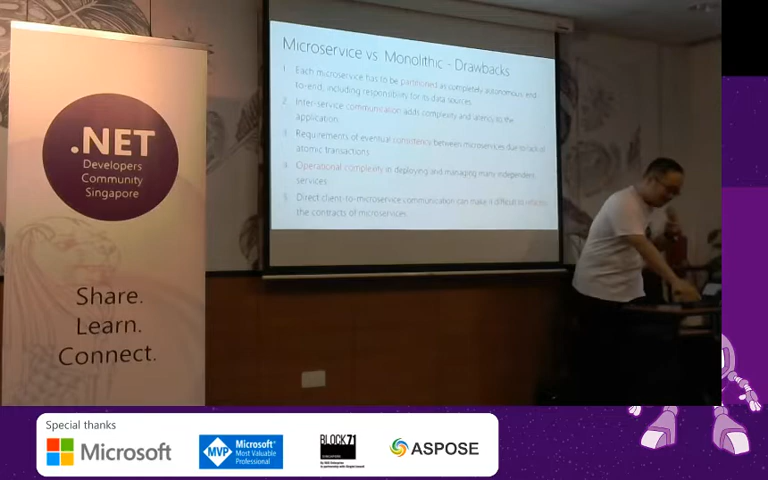 Microservice vs. Monolithic - Drawbacks
1. Each microservice has to be partitioned as completely autonomous, end-
to-end, including responsibility for its data sources.
2. Inter-service communication adds complexity and latency to the
application.
3. Requirements of eventual consistency between microservices due to lack of
atomic transactions.
4. Operational complexity in deploying and managing many independent
services.
5. Direct client-to-microservice communication can make it difficult to refactor
the contracts of microservices.
.NET
Developers
Community
Singapore
Share.
Learn.
Connect.
Special thanks
Microsoft
MVP
Microsoft®
Most Valuable
Professional
BLOCK71
ASPOSE